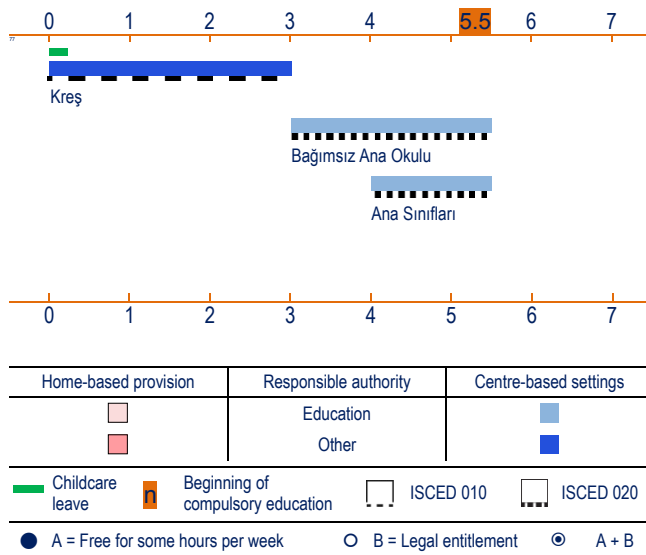 0 1 2 3 4 5.5 6 7
77
Kreş
Bağımsız Ana Okulu
Ana Sınıfları
0 1 2 3 4 5 6 7
Home-based provision Responsible authority Centre-based settings
Education
Other
Childcare leave
n Beginning of compulsory education
ISCED 010
ISCED 020
A = Free for some hours per week
B = Legal entitlement
A + B